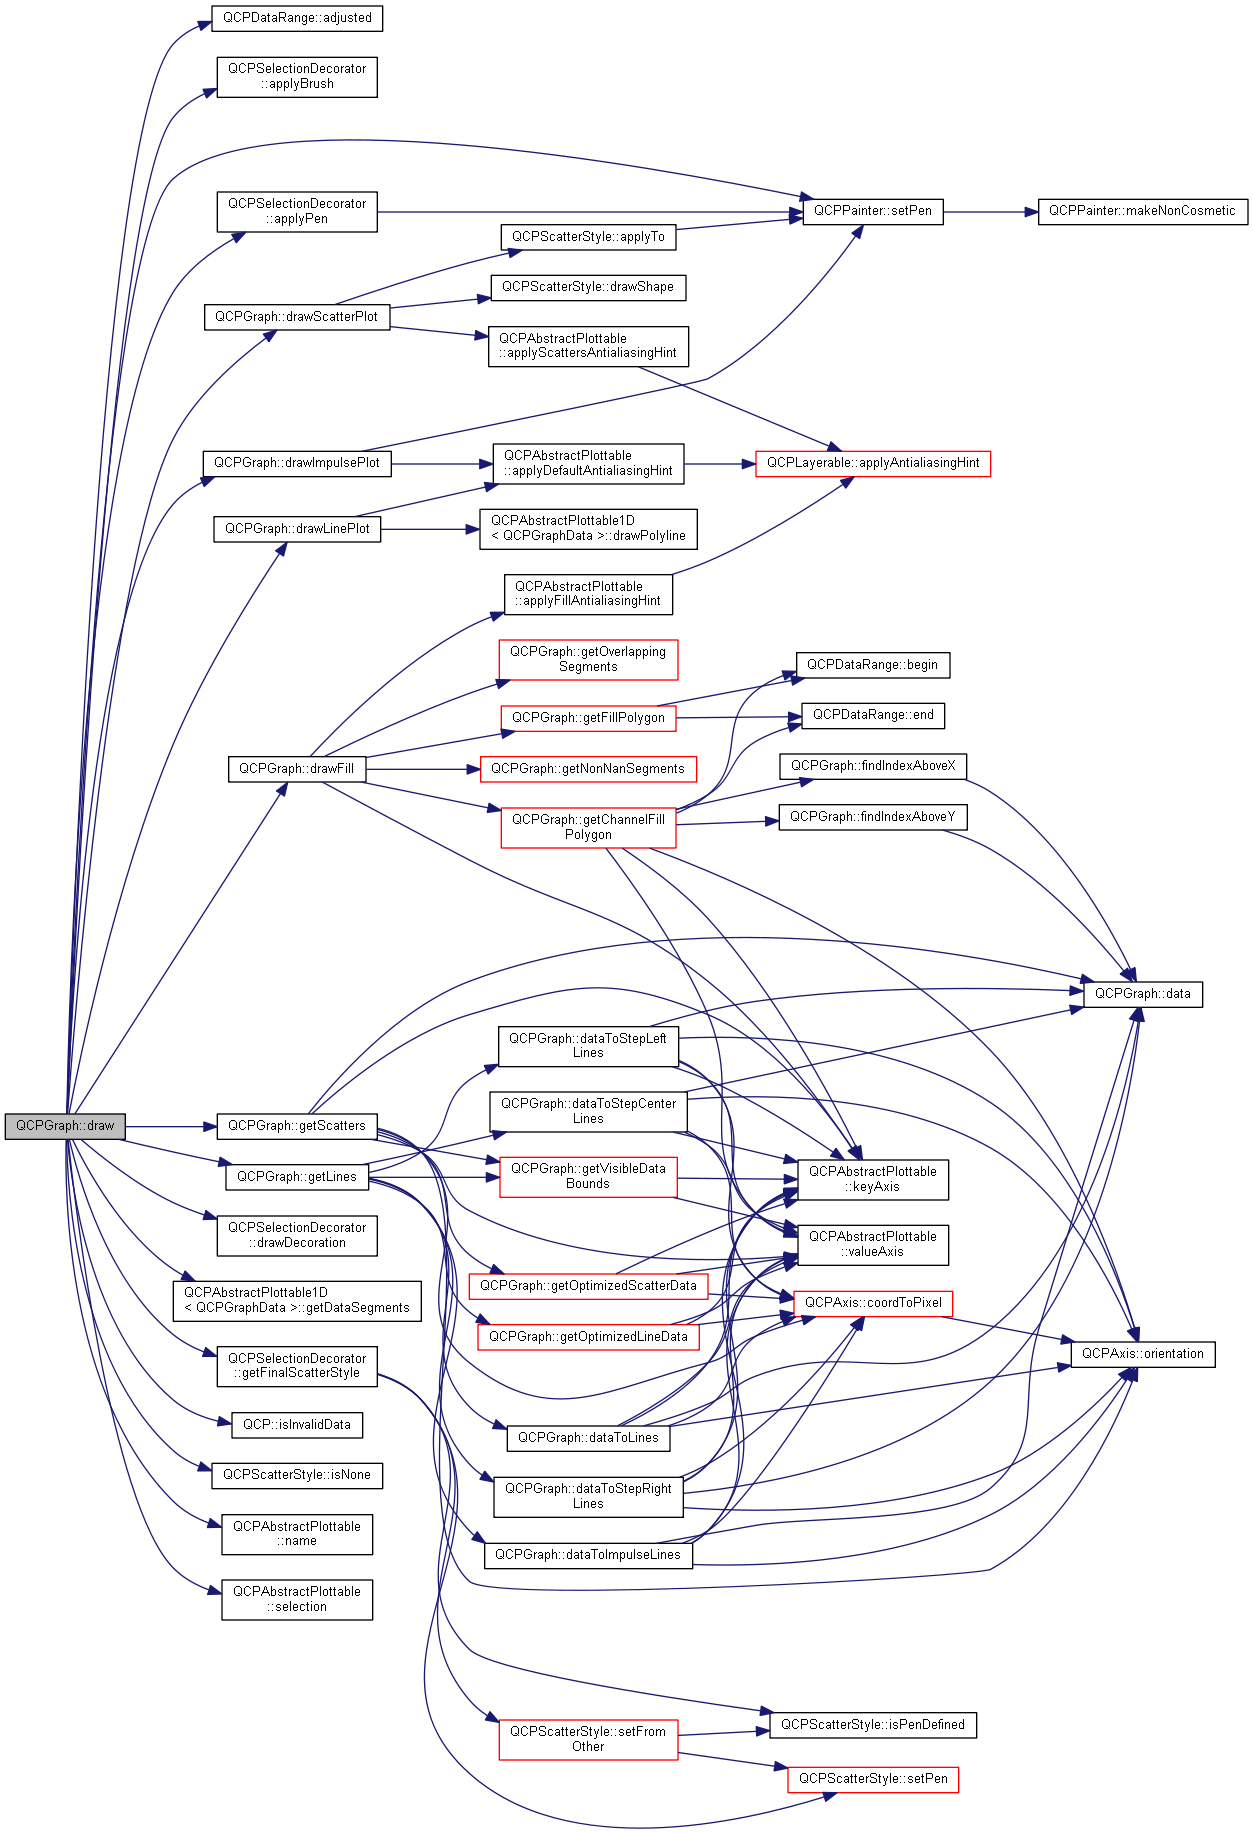 QCPDataRange::adjusted
QCPSelectionDecorator
::applyBrush
QCPSelectionDecorator
::applyPen
QCPPainter::setPen
QCPPainter::makeNonCosmetic
QCPScatterStyle::applyTo
QCPScatterStyle::drawShape
QCPGraph::drawScatterPlot
QCPAbstractPlottable
::applyScattersAntialiasingHint
QCPGraph::drawImpulsePlot
QCPAbstractPlottable
::applyDefaultAntialiasingHint
QCPLayerable::applyAntialiasingHint
QCPGraph::drawLinePlot
QCPAbstractPlottable1D
< QCPGraphData >::drawPolyline
QCPAbstractPlottable
::applyFillAntialiasingHint
QCPGraph::getOverlapping
Segments
QCPDataRange::begin
QCPGraph::getFillPolygon
QCPDataRange::end
QCPGraph::drawFill
QCPGraph::getNonNanSegments
QCPGraph::findIndexAboveX
QCPGraph::getChannelFill
Polygon
QCPGraph::findIndexAboveY
QCPGraph::data
QCPGraph::dataToStepLeft
Lines
QCPGraph::dataToStepCenter
Lines
QCPGraph::draw
QCPGraph::getScatters
QCPGraph::getLines
QCPGraph::getVisibleData
Bounds
QCPAbstractPlottable
::keyAxis
QCPSelectionDecorator
::drawDecoration
QCPAbstractPlottable
::valueAxis
QCPAbstractPlottable1D
< QCPGraphData >::getDataSegments
QCPGraph::getOptimizedScatterData
QCPAxis::coordToPixel
QCPGraph::getOptimizedLineData
QCPAxis::orientation
QCPSelectionDecorator
::getFinalScatterStyle
QCP::isInvalidData
QCPGraph::dataToLines
QCPScatterStyle::isNone
QCPGraph::dataToStepRight
Lines
QCPAbstractPlottable
::name
QCPGraph::dataToImpulseLines
QCPAbstractPlottable
::selection
QCPScatterStyle::isPenDefined
QCPScatterStyle::setFrom
Other
QCPScatterStyle::setPen